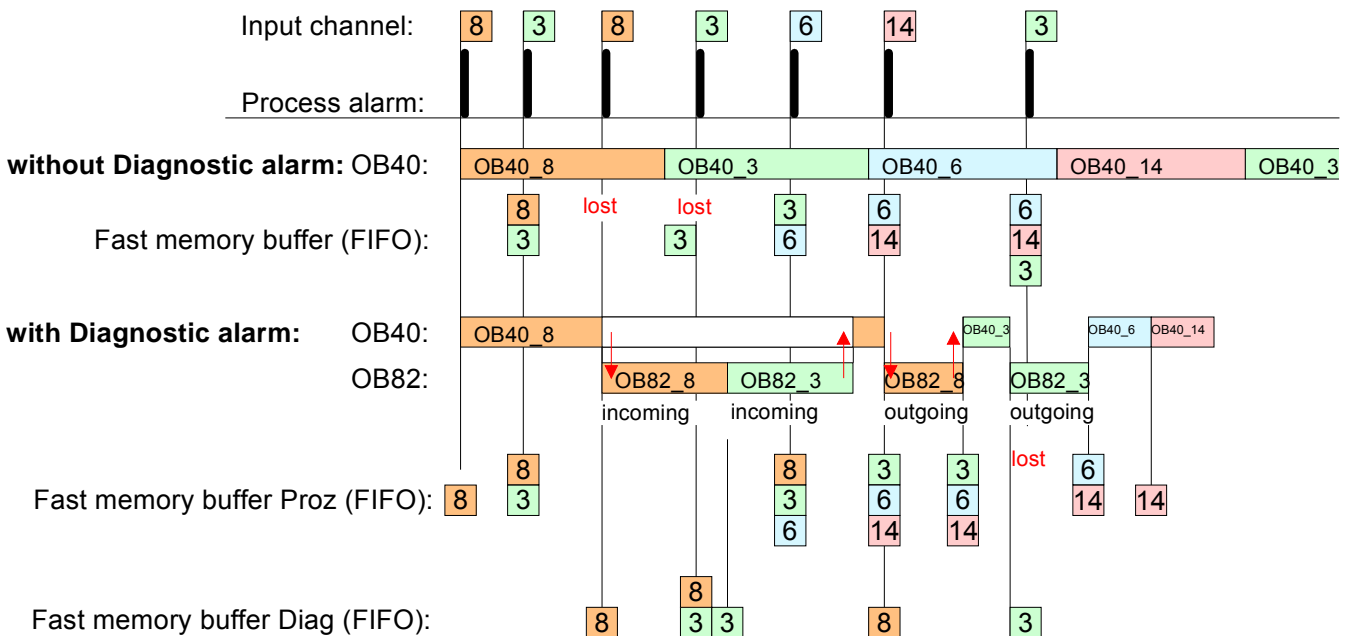 Input channel: 8 3 8 3 6 14 3
Process alarm:
without Diagnostic alarm: OB40: OB40_8 OB40_3 OB40_6 OB40_14 OB40_3
8 lost lost 3 6 6
Fast memory buffer (FIFO): 3 3 6 14 14
3
with Diagnostic alarm: OB40: OB40_8 OB40_3 OB40_6 OB40_14
OB82: OB82_8 OB82_3 OB82_8 OB82_3
incoming incoming outgoing outgoing
8 8 3 3 lost 6
Fast memory buffer Proz (FIFO): 8 3 3 6 6 14 14
6 14 14
8
Fast memory buffer Diag (FIFO): 8 3 3 8 3